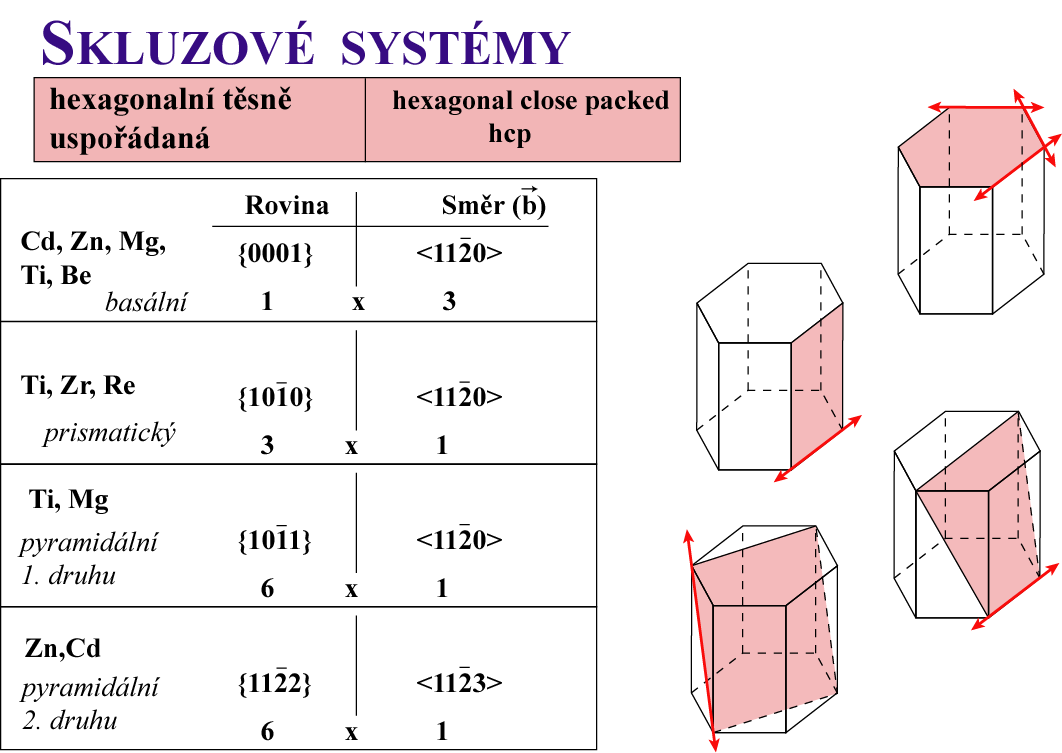 SKLUZOVÉ SYSTÉMY
hexagonalní těsně
uspořádaná
hexagonal close packed
hcp
Rovina Směr (b⃗)
Cd, Zn, Mg,
Ti, Be
{0001} <112̅0>
basální
1 x 3
Ti, Zr, Re
{101̅0} <112̅0>
prismatický
3 x 1
Ti, Mg
pyramidální
1. druhu
{101̅1} <112̅0>
6 x 1
Zn,Cd
pyramidální
2. druhu
{112̅2} <112̅3>
6 x 1